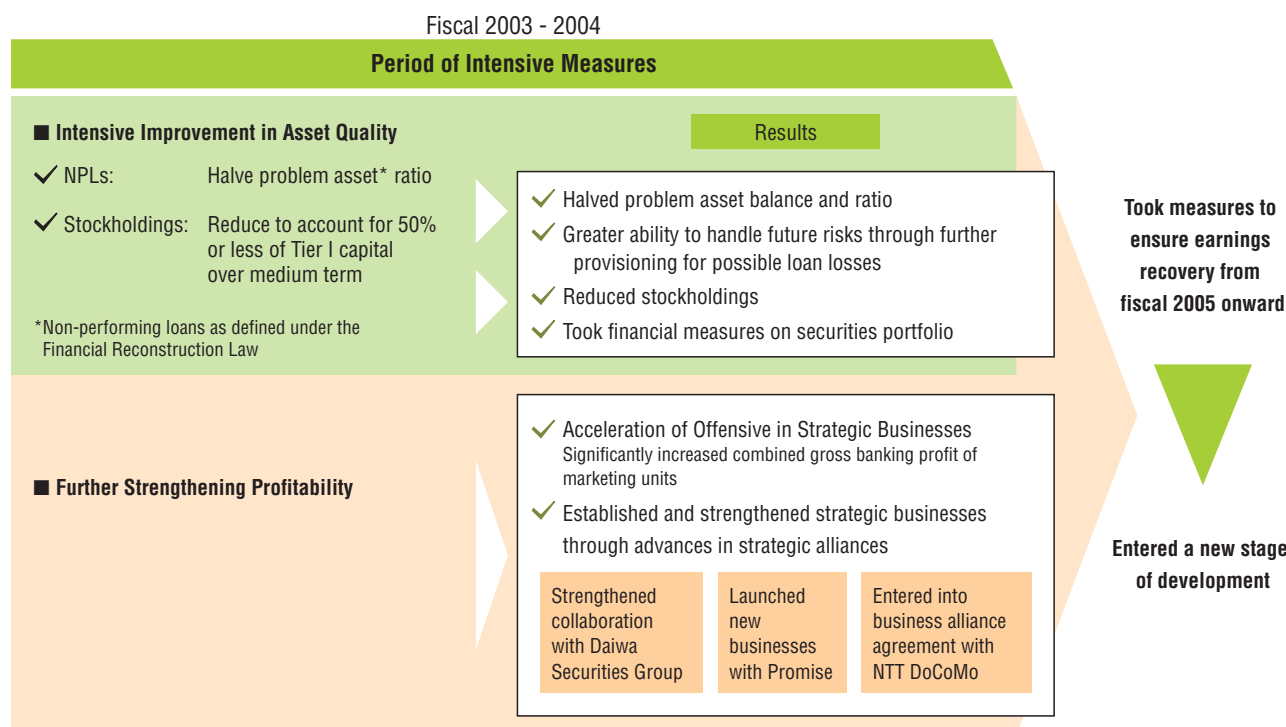 Fiscal 2003 - 2004
Period of Intensive Measures
■ Intensive Improvement in Asset Quality
✓ NPLs: Halve problem asset* ratio
✓ Stockholdings: Reduce to account for 50%
or less of Tier I capital
over medium term
*Non-performing loans as defined under the
Financial Reconstruction Law
Results
✓ Halved problem asset balance and ratio
✓ Greater ability to handle future risks through further
provisioning for possible loan losses
✓ Reduced stockholdings
✓ Took financial measures on securities portfolio
■ Further Strengthening Profitability
✓ Acceleration of Offensive in Strategic Businesses
Significantly increased combined gross banking profit of
marketing units
✓ Established and strengthened strategic businesses
through advances in strategic alliances
Strengthened
collaboration
with Daiwa
Securities Group
Launched
new
businesses
with Promise
Entered into
business alliance
agreement with
NTT DoCoMo
Took measures to
ensure earnings
recovery from
fiscal 2005 onward
Entered a new stage
of development